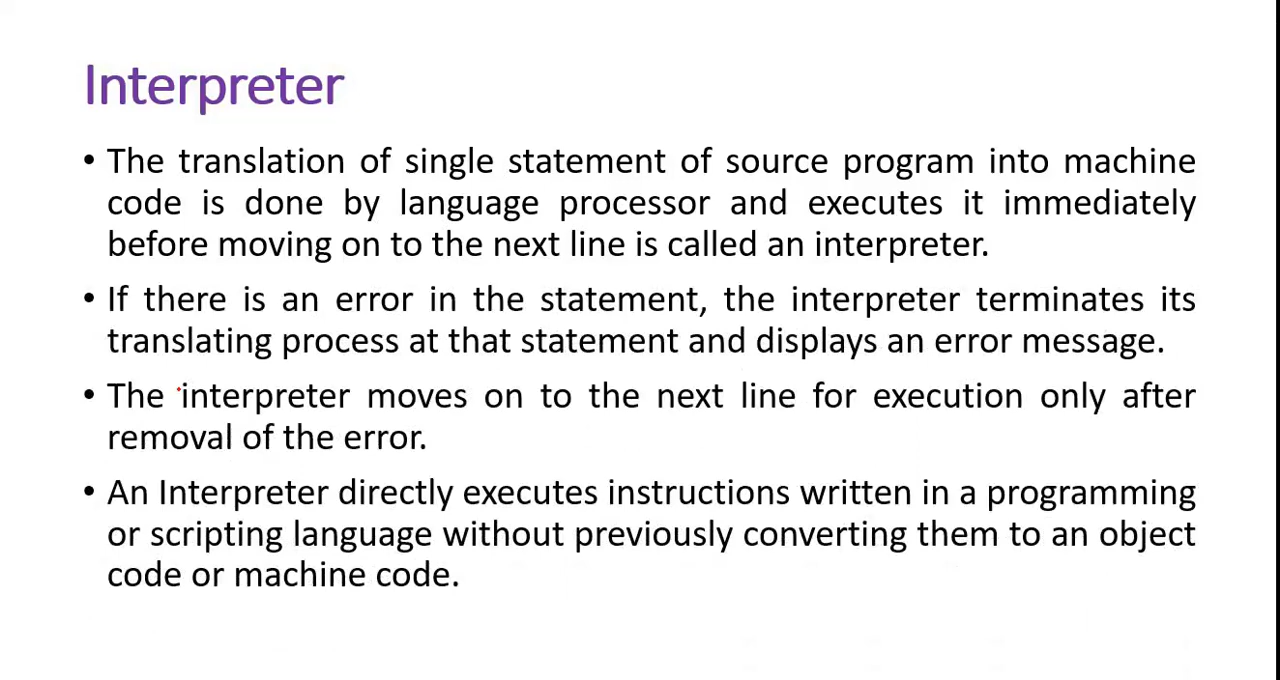 Interpreter
• The translation of single statement of source program into machine
code is done by language processor and executes it immediately
before moving on to the next line is called an interpreter.
• If there is an error in the statement, the interpreter terminates its
translating process at that statement and displays an error message.
• The interpreter moves on to the next line for execution only after
removal of the error.
• An Interpreter directly executes instructions written in a programming
or scripting language without previously converting them to an object
code or machine code.